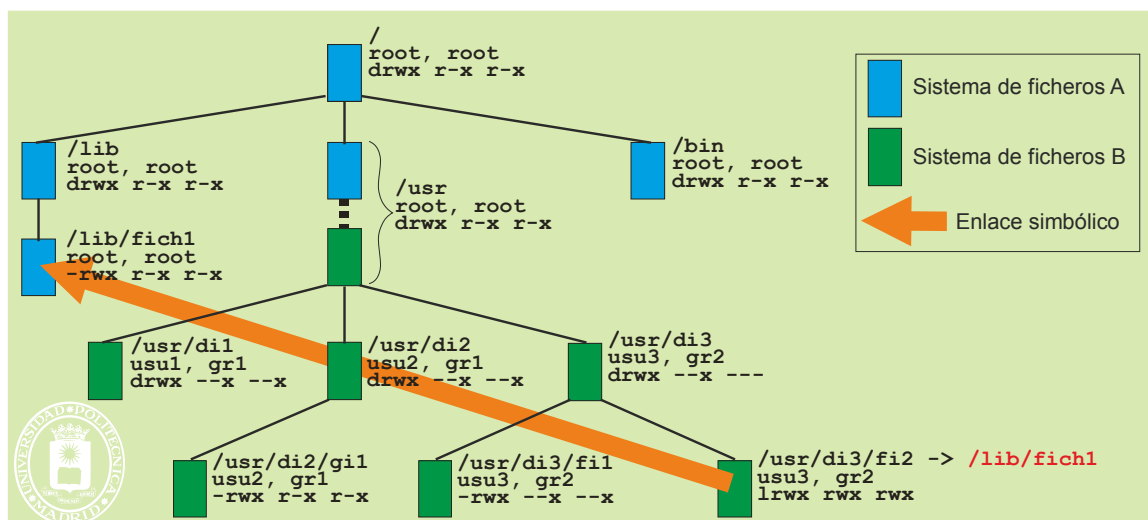 /
root, root
drwx r-x r-x
Sistema de ficheros A
Sistema de ficheros B
Enlace simbólico
/lib
root, root
drwx r-x r-x
/usr
root, root
drwx r-x r-x
/bin
root, root
drwx r-x r-x
/lib/fich1
root, root
-rwx r-x r-x
/usr/di1
usu1, gr1
drwx --x --x
/usr/di2
usu2, gr1
drwx --x --x
/usr/di3
usu3, gr2
drwx --x ---
/usr/di2/gi1
usu2, gr1
-rwx r-x r-x
/usr/di3/fi1
usu3, gr2
-rwx --x --x
/usr/di3/fi2 -> /lib/fich1
usu3, gr2
lrwx rwx rwx
UNIVERSIDAD POLITECNICA
MADRID